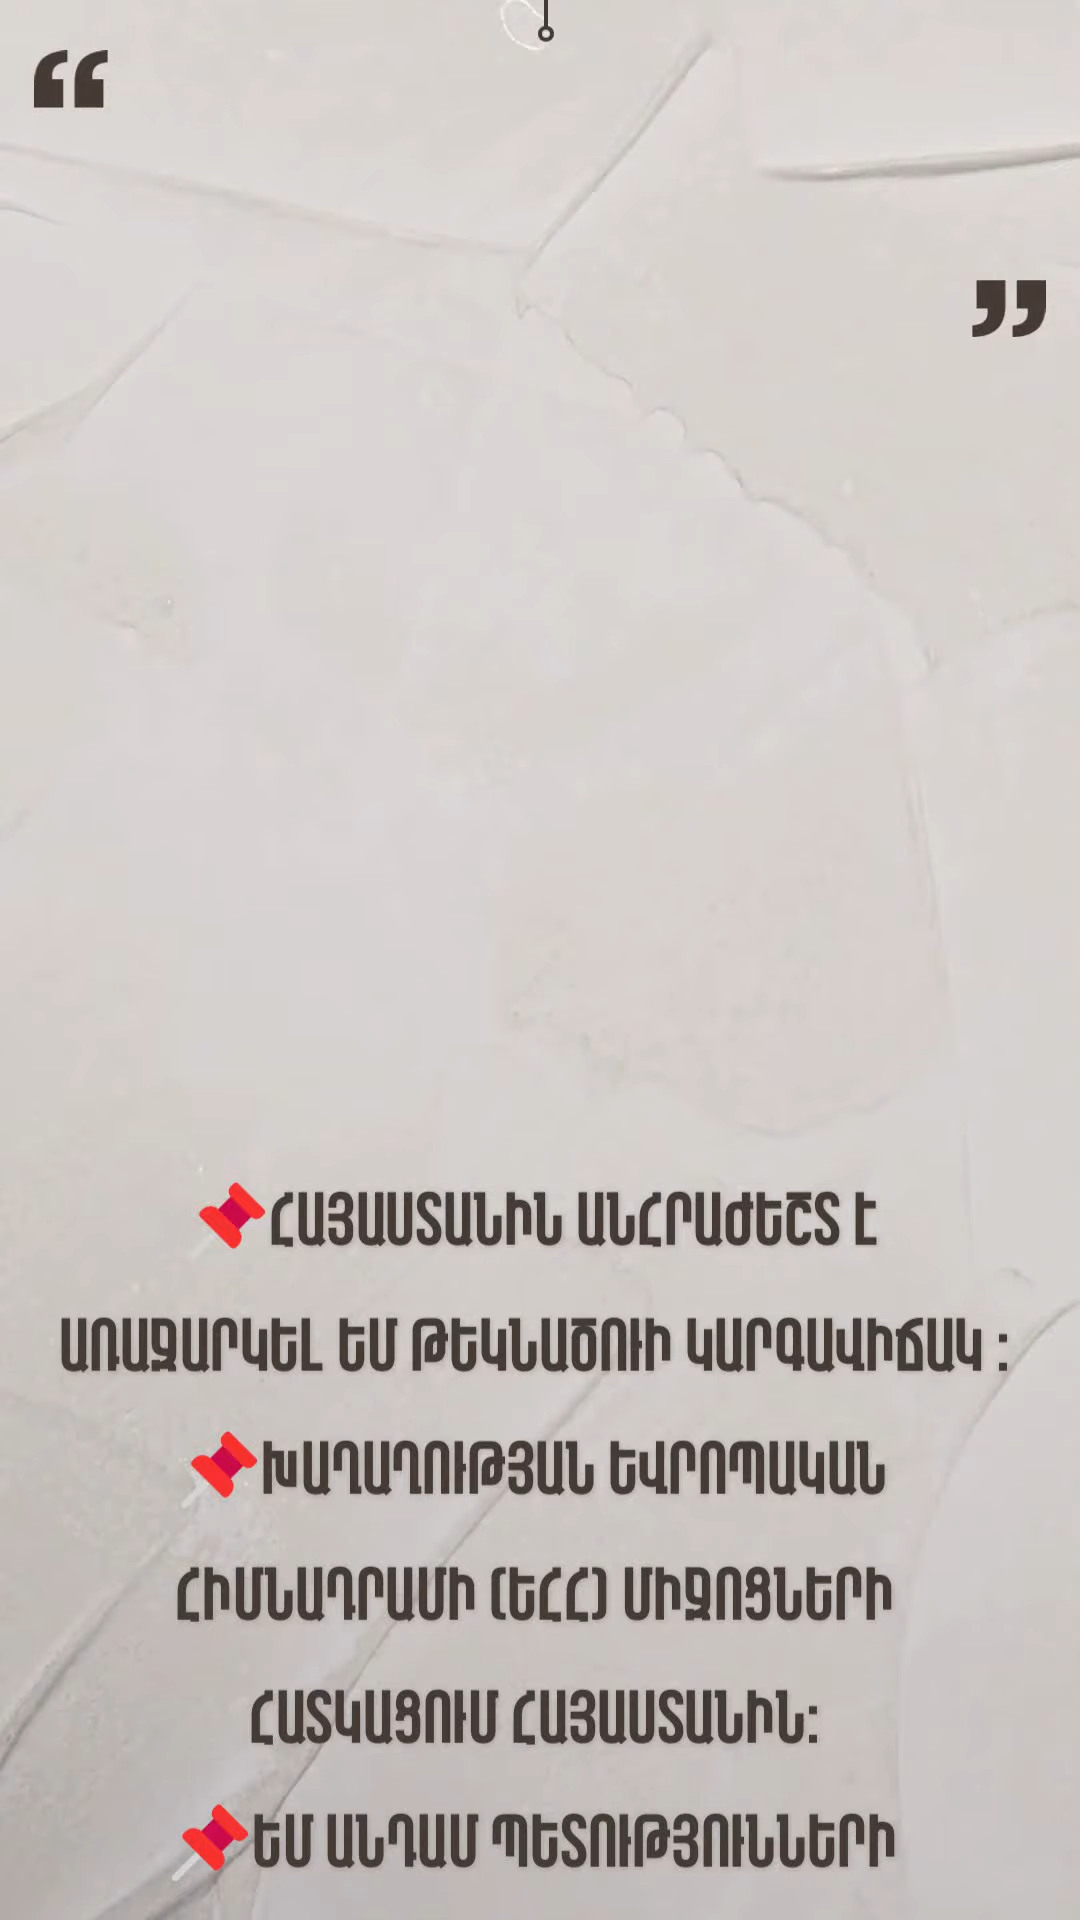 “
”
📌ՀԱՅԱՍՏԱՆԻՆ ԱՆՀՐԱԺԵՇՏ Է
ԱՌԱՋԱՐԿԵԼ ԵՄ ԹԵԿՆԱԾՈՒԻ ԿԱՐԳԱՎԻՃԱԿ :
📌ԽԱՂԱՂՈՒԹՅԱՆ ԵՎՐՈՊԱԿԱՆ
ՀԻՄՆԱԴՐԱՄԻ (ԵՀՀ) ՄԻՋՈՑՆԵՐԻ
ՀԱՏԿԱՑՈՒՄ ՀԱՅԱՍՏԱՆԻՆ:
📌ԵՄ ԱՆԴԱՄ ՊԵՏՈՒԹՅՈՒՆՆԵՐԻ